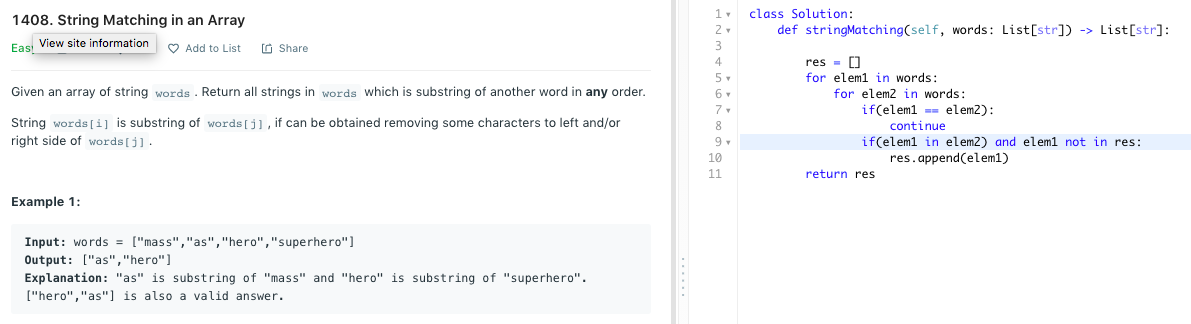 1408. String Matching in an Array
Eas
View site information
Add to List
Share
Given an array of string words . Return all strings in words which is substring of another word in any order.
String words[i] is substring of words[j] , if can be obtained removing some characters to left and/or
right side of words[j] .
Example 1:
Input: words = ["mass","as","hero","superhero"]
Output: ["as","hero"]
Explanation: "as" is substring of "mass" and "hero" is substring of "superhero".
["hero","as"] is also a valid answer.
1 class Solution:
2 def stringMatching(self, words: List[str]) -> List[str]:
3
4 res = []
5 for elem1 in words:
6 for elem2 in words:
7 if(elem1 == elem2):
8 continue
9 if(elem1 in elem2) and elem1 not in res:
10 res.append(elem1)
11 return res